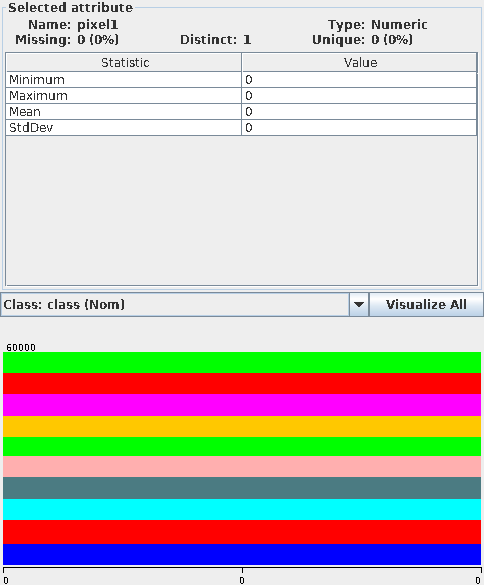 Selected attribute
Name: pixel1 Type: Numeric
Missing: 0 (0%) Distinct: 1 Unique: 0 (0%)
Statistic Value
Minimum 0
Maximum 0
Mean 0
StdDev 0
Class: class (Nom) Visualize All
60000
0 0 0